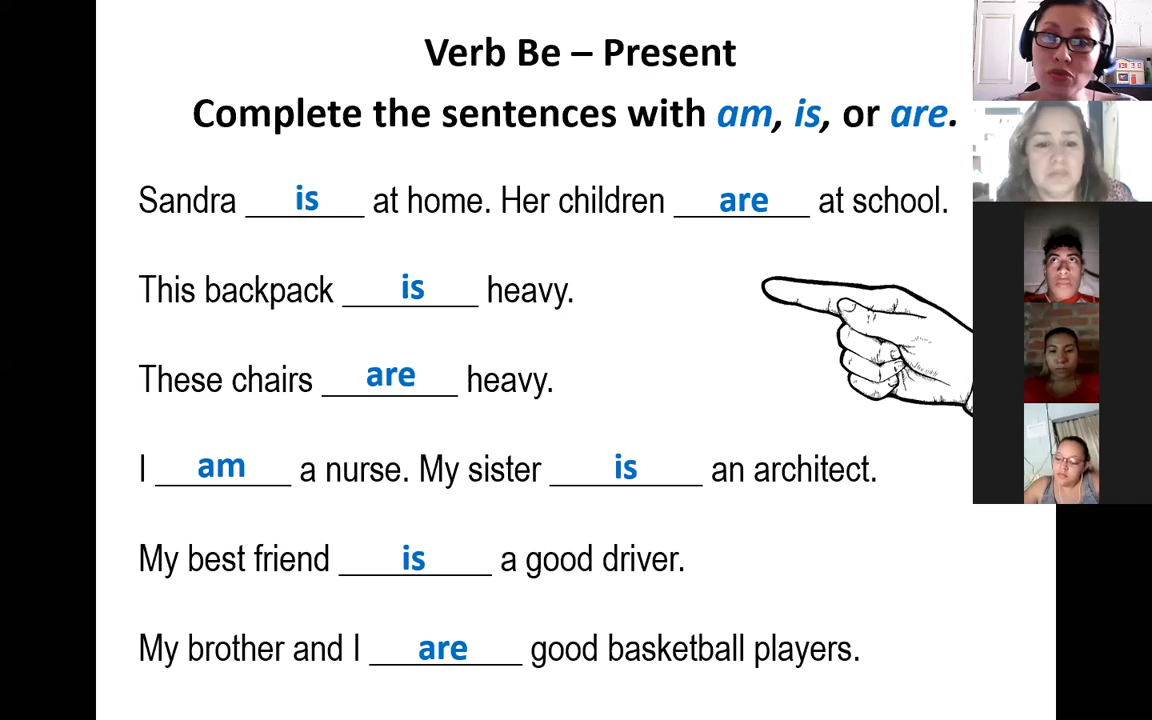 Verb Be – Present
Complete the sentences with am, is, or are.
Sandra is at home. Her children are at school.
This backpack is heavy.
These chairs are heavy.
I am a nurse. My sister is an architect.
My best friend is a good driver.
My brother and I are good basketball players.